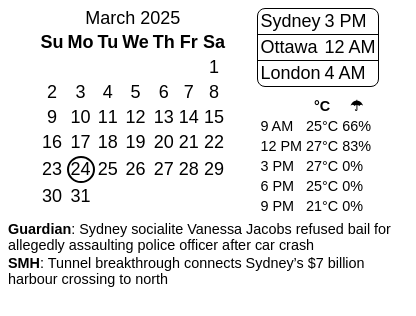 March 2025
Su Mo Tu We Th Fr Sa
1
2 3 4 5 6 7 8
9 10 11 12 13 14 15
16 17 18 19 20 21 22
23 24 25 26 27 28 29
30 31
Sydney 3 PM
Ottawa 12 AM
London 4 AM
°C ☂
9 AM 25°C 66%
12 PM 27°C 83%
3 PM 27°C 0%
6 PM 25°C 0%
9 PM 21°C 0%
Guardian: Sydney socialite Vanessa Jacobs refused bail for
allegedly assaulting police officer after car crash
SMH: Tunnel breakthrough connects Sydney’s $7 billion
harbour crossing to north